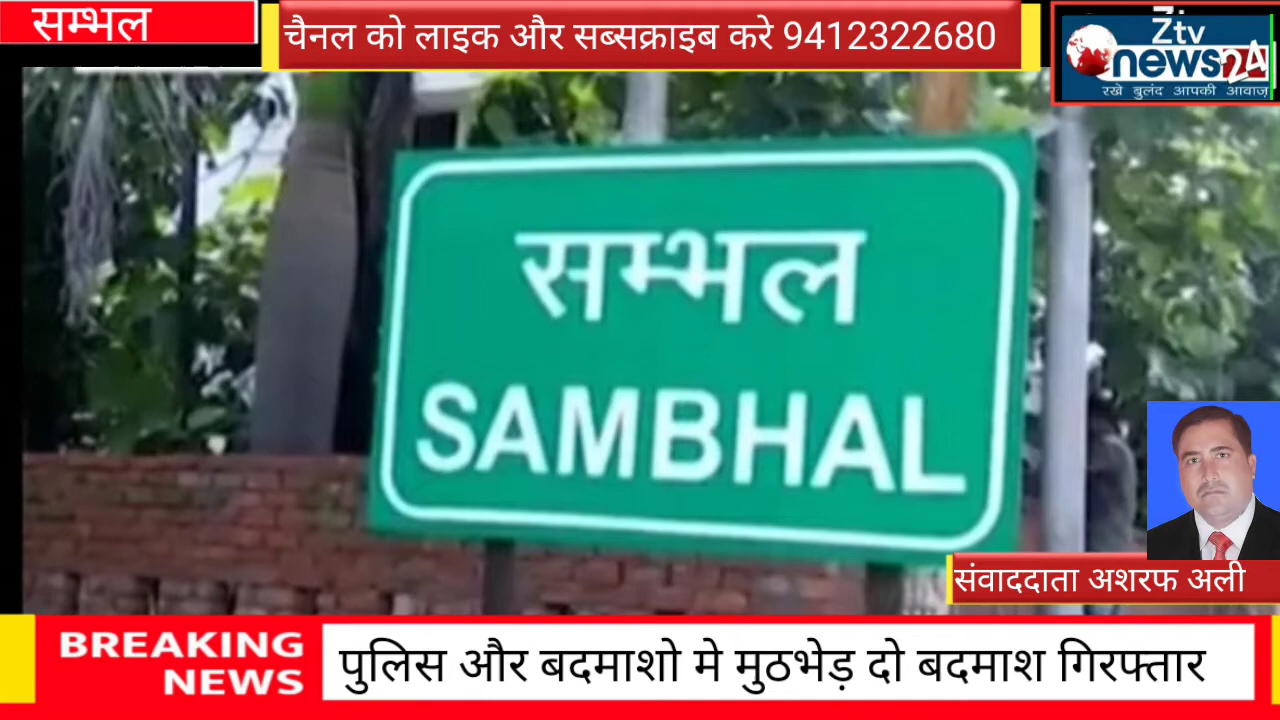 सम्भल
चैनल को लाइक और सब्सक्राइब करे 9412322680
Ztv
news24
रखे बुलंद आपकी आवाज
सम्भल
SAMBHAL
संवाददाता अशरफ अली
BREAKING
NEWS
पुलिस और बदमाशो मे मुठभेड़ दो बदमाश गिरफ्तार